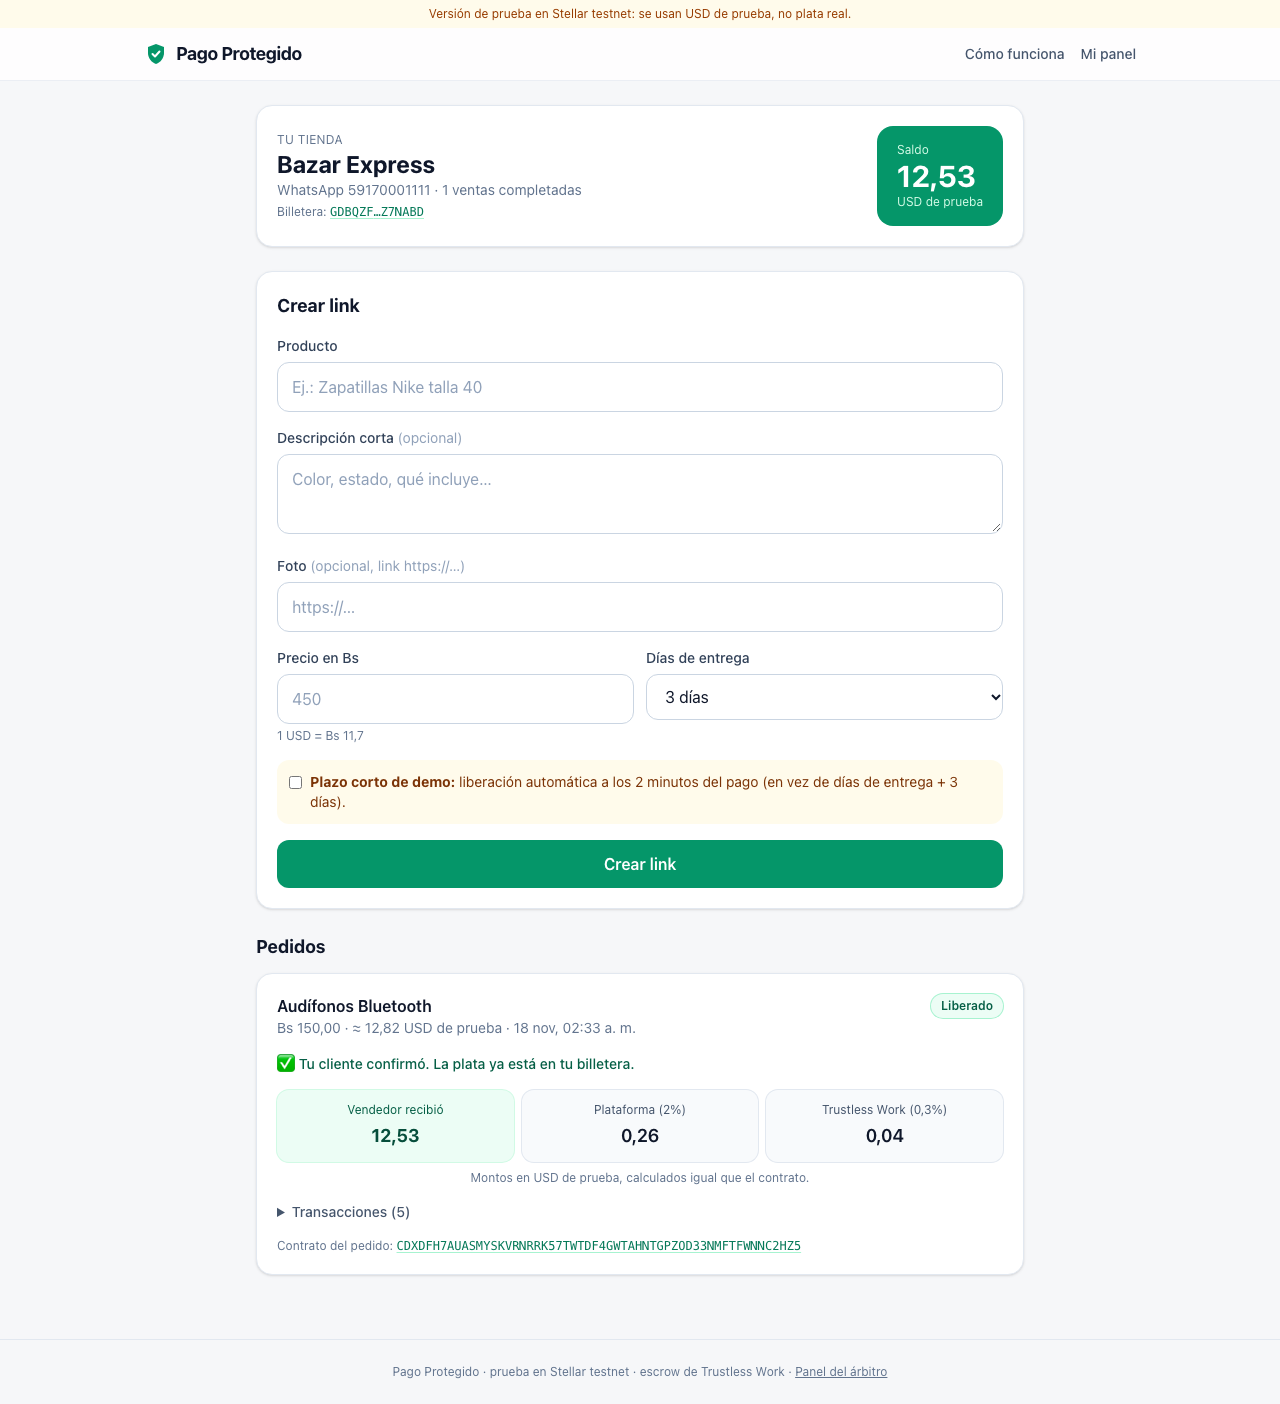 Versión de prueba en Stellar testnet: se usan USD de prueba, no plata real.
Pago Protegido
Cómo funciona
Mi panel
TU TIENDA
Bazar Express
WhatsApp 59170001111 · 1 ventas completadas
Billetera: GDBQZF…Z7NABD
Saldo
12,53
USD de prueba
Crear link
Producto
Ej.: Zapatillas Nike talla 40
Descripción corta (opcional)
Color, estado, qué incluye…
Foto (opcional, link https://…)
https://…
Precio en Bs
Días de entrega
450
3 días
1 USD = Bs 11,7
Plazo corto de demo: liberación automática a los 2 minutos del pago (en vez de días de entrega + 3
días).
Crear link
Pedidos
Audífonos Bluetooth
Liberado
Bs 150,00 · ≈ 12,82 USD de prueba · 18 nov, 02:33 a. m.
✅ Tu cliente confirmó. La plata ya está en tu billetera.
Vendedor recibió
12,53
Plataforma (2%)
0,26
Trustless Work (0,3%)
0,04
Montos en USD de prueba, calculados igual que el contrato.
Transacciones (5)
Contrato del pedido: CDXDFH7AUASMYSKVRNRRK57TWTDF4GWTAHNTGPZOD33NMFTFWNNC2HZ5
Pago Protegido · prueba en Stellar testnet · escrow de Trustless Work · Panel del árbitro